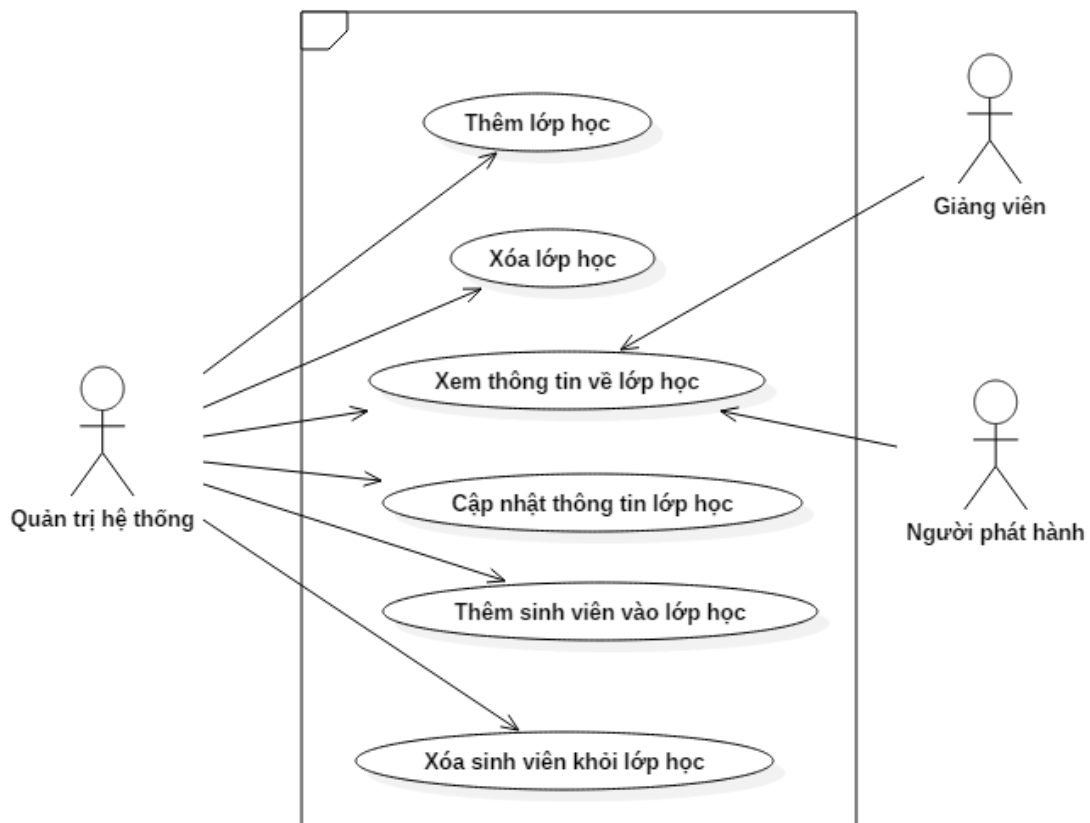 Thêm lớp học
Giảng viên
Xóa lớp học
Xem thông tin về lớp học
Quản trị hệ thống
Cập nhật thông tin lớp học
Người phát hành
Thêm sinh viên vào lớp học
Xóa sinh viên khỏi lớp học